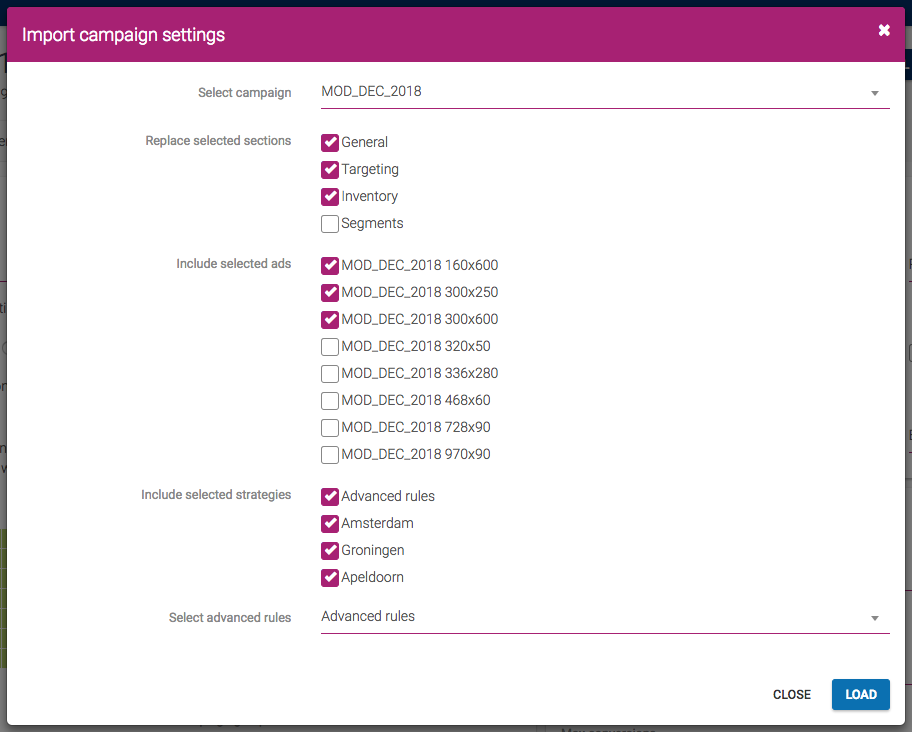 Import campaign settings
Select campaign MOD_DEC_2018
Replace selected sections General
Targeting
Inventory
Segments
Include selected ads MOD_DEC_2018 160x600
MOD_DEC_2018 300x250
MOD_DEC_2018 300x600
MOD_DEC_2018 320x50
MOD_DEC_2018 336x280
MOD_DEC_2018 468x60
MOD_DEC_2018 728x90
MOD_DEC_2018 970x90
Include selected strategies Advanced rules
Amsterdam
Groningen
Apeldoorn
Select advanced rules Advanced rules
CLOSE LOAD